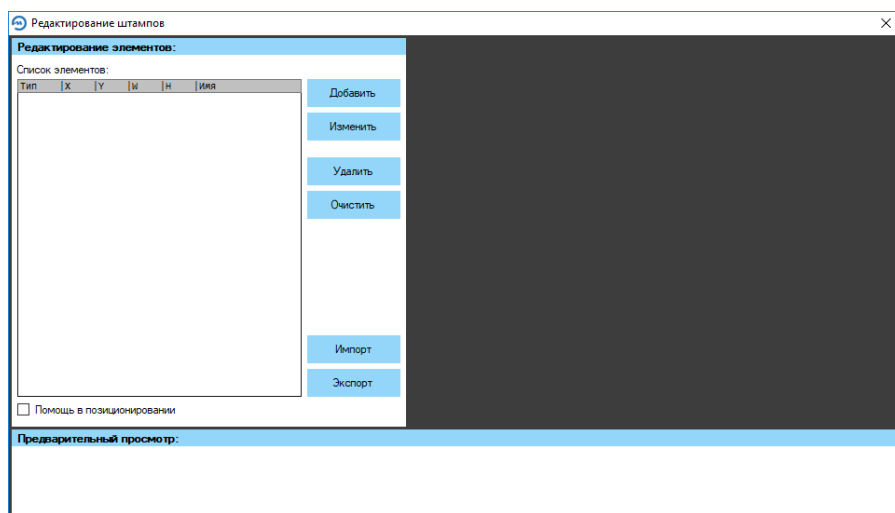 Редактирование штампов
Редактирование элементов:
Список элементов:
Тип |X |Y |W |H |Имя
Добавить
Изменить
Удалить
Очистить
Импорт
Экспорт
Помощь в позиционировании
Предварительный просмотр: